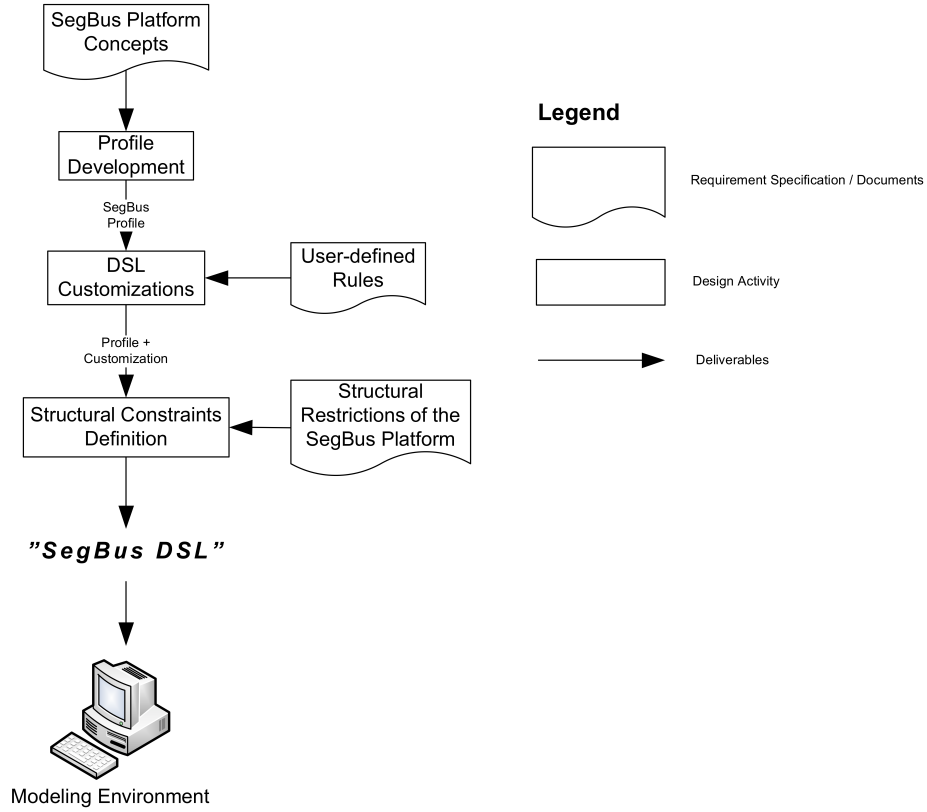 SegBus Platform
Concepts
Profile
Development
SegBus
Profile
DSL
Customizations
User-defined
Rules
Profile +
Customization
Structural Constraints
Definition
Structural
Restrictions of the
SegBus Platform
”SegBus DSL”
Modeling Environment
Legend
Requirement Specification / Documents
Design Activity
Deliverables